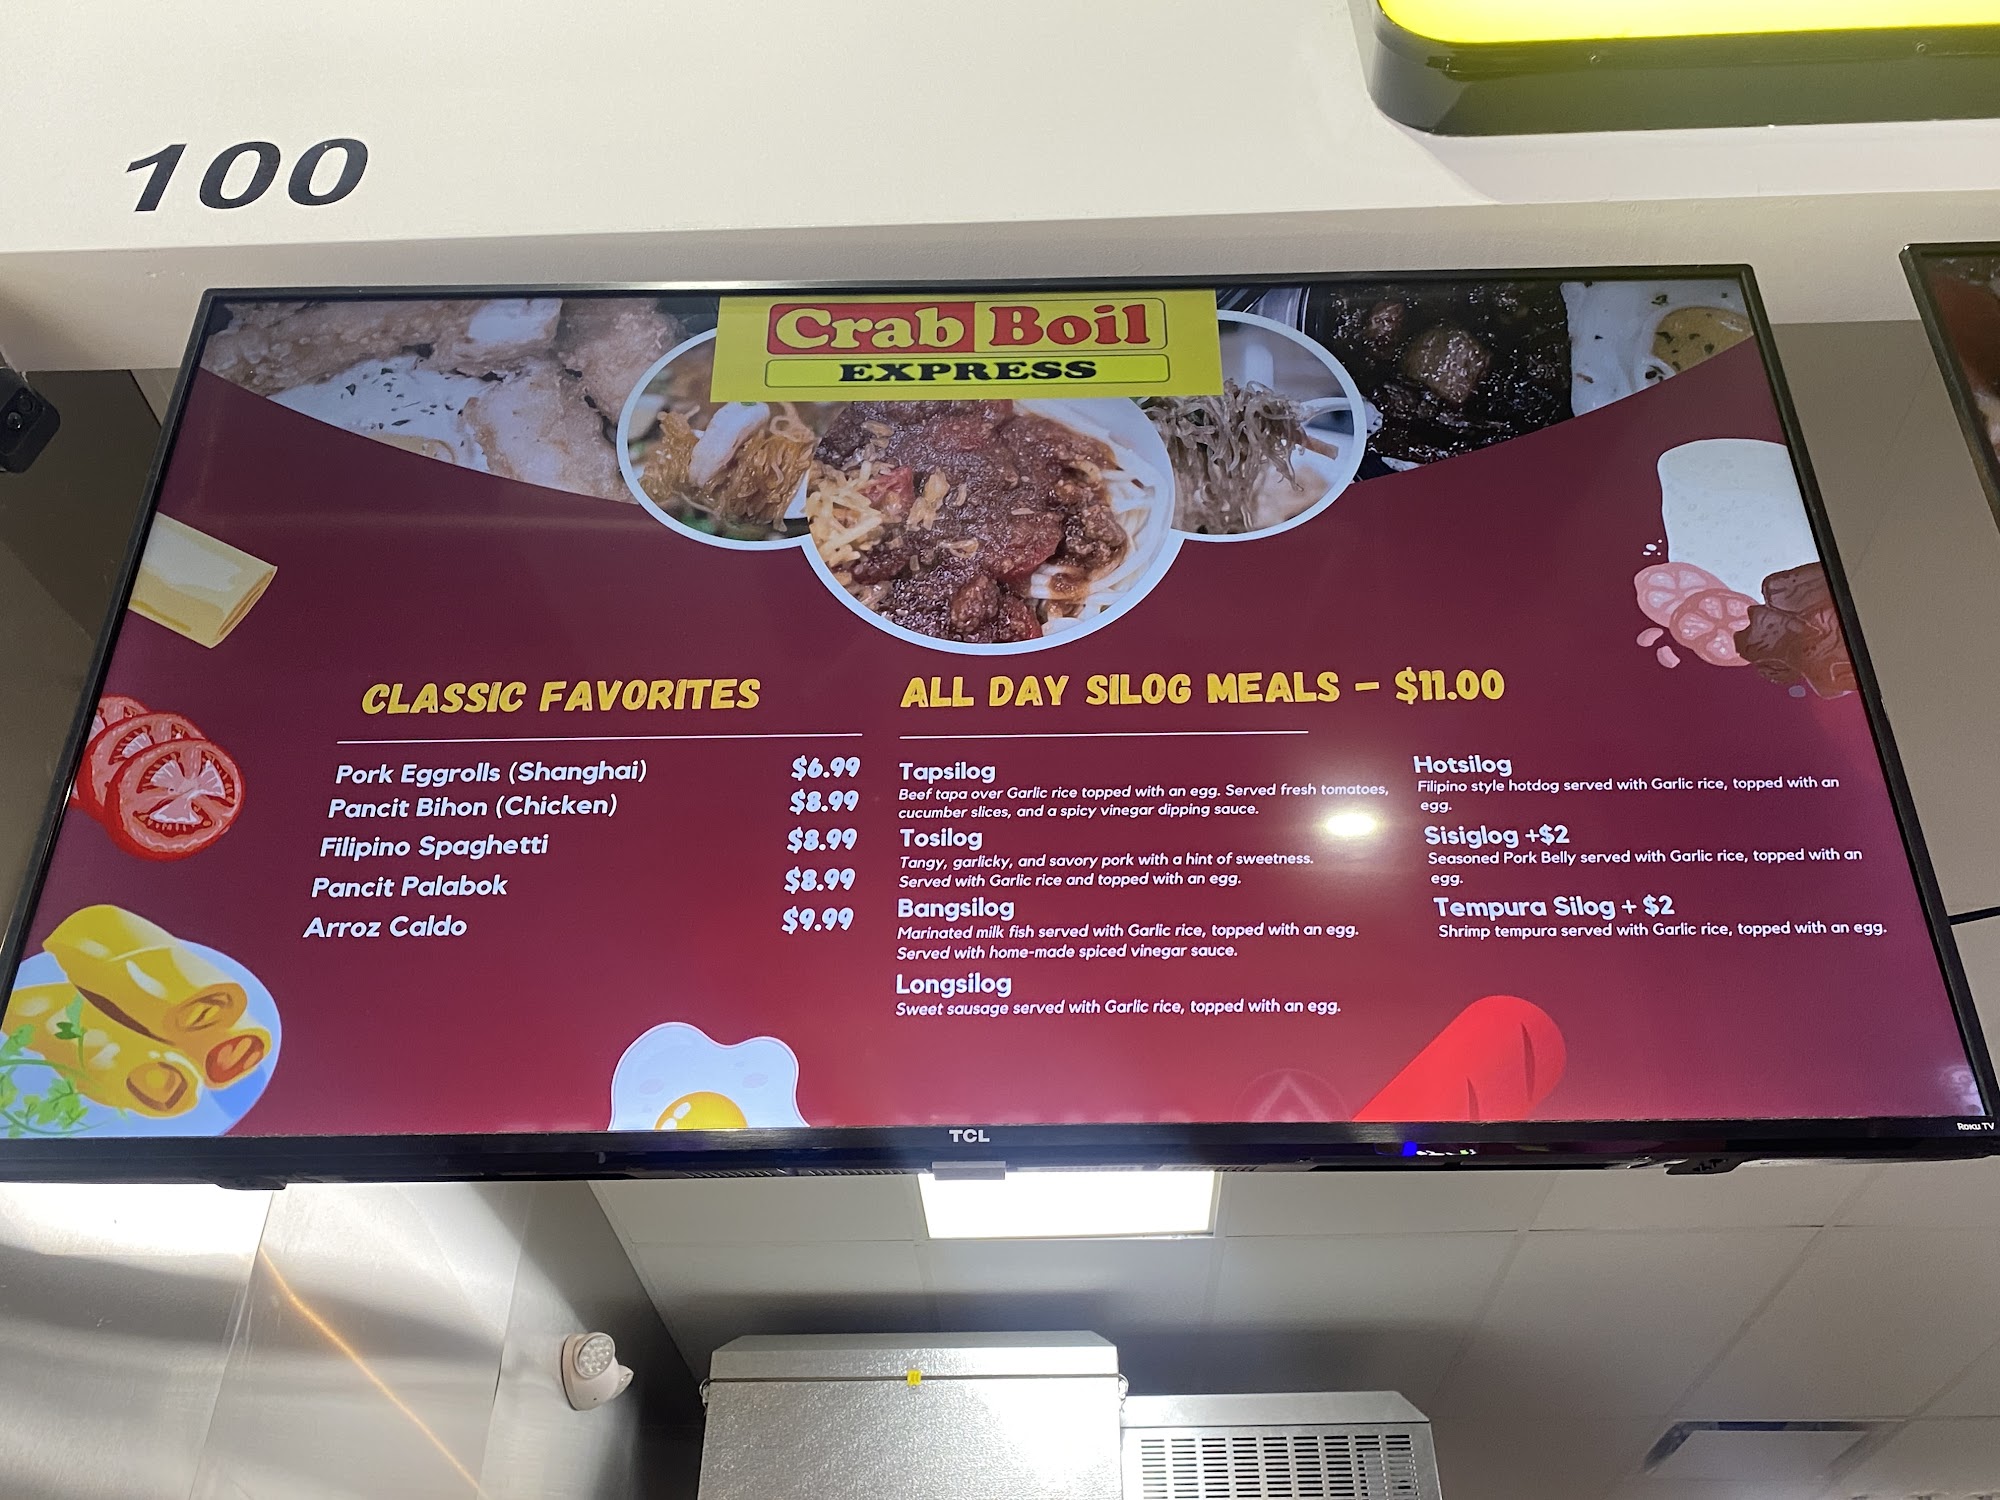 100
Crab Boil
EXPRESS
CLASSIC FAVORITES
Pork Eggrolls (Shanghai) $6.99
Pancit Bihon (Chicken) $8.99
Filipino Spaghetti $8.99
Pancit Palabok $8.99
Arroz Caldo $9.99
ALL DAY SILOG MEALS - $11.00
Tapsilog
Beef tapa over Garlic rice topped with an egg. Served fresh tomatoes,
cucumber slices, and a spicy vinegar dipping sauce.
Tosilog
Tangy, garlicky, and savory pork with a hint of sweetness.
Served with Garlic rice and topped with an egg.
Bangsilog
Marinated milk fish served with Garlic rice, topped with an egg.
Served with home-made spiced vinegar sauce.
Longsilog
Sweet sausage served with Garlic rice, topped with an egg.
Hotsilog
Filipino style hotdog served with Garlic rice, topped with an
egg.
Sisiglog +$2
Seasoned Pork Belly served with Garlic rice, topped with an
egg.
Tempura Silog + $2
Shrimp tempura served with Garlic rice, topped with an egg.
TCL
Roku TV